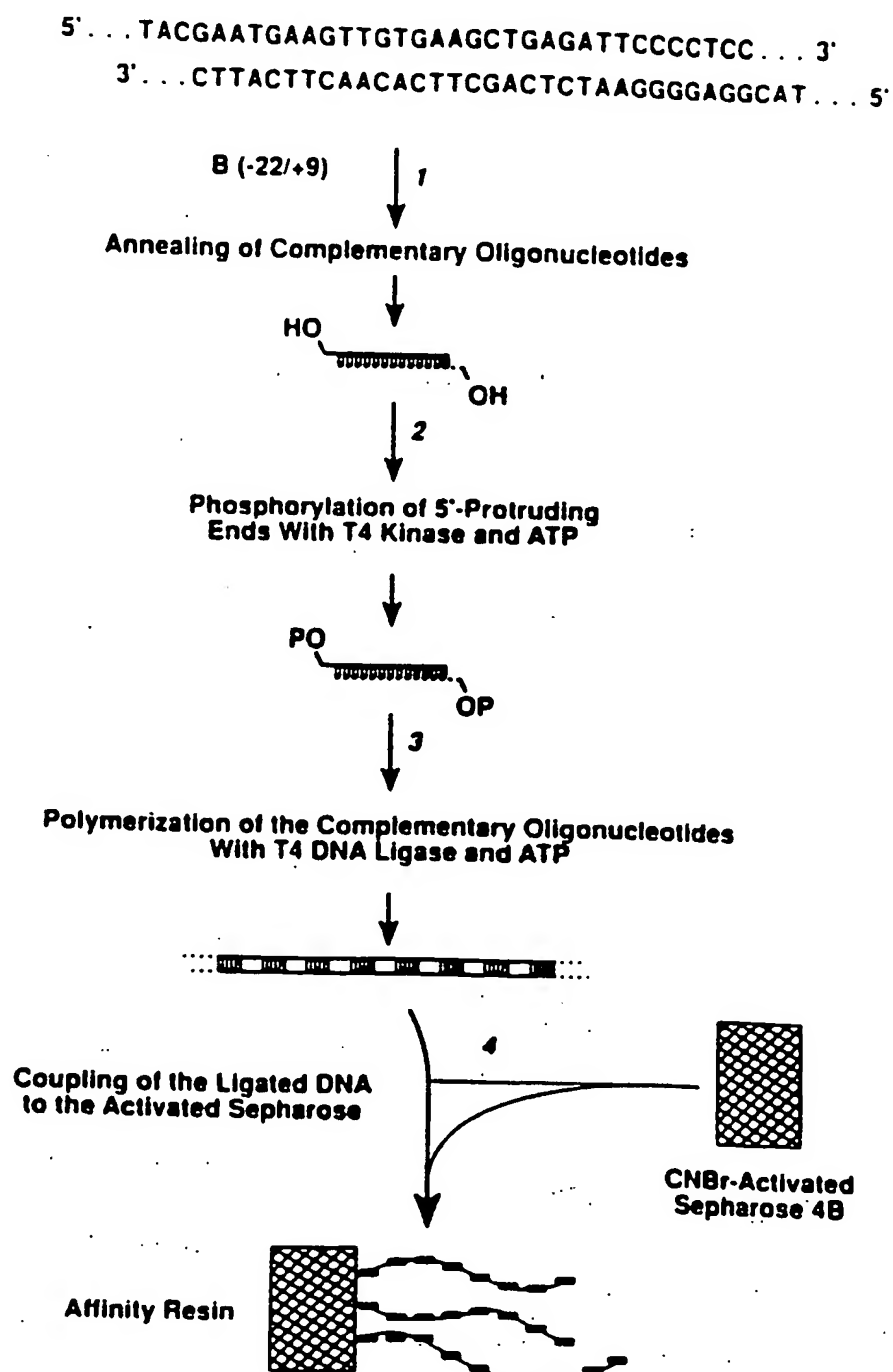 5'...TACGAATGAAGTTGTGAAGCTGAGATTCCCCTCC...3'
3'...CTTACTTCAACACTTCGACTCTAAGGGGAGGCAT...5'
B (-22/+9)
1
Annealing of Complementary Oligonucleotides
HO
OH
2
Phosphorylation of 5'-Protruding
Ends With T4 Kinase and ATP
PO
OP
3
Polymerization of the Complementary Oligonucleotides
With T4 DNA Ligase and ATP
4
Coupling of the Ligated DNA
to the Activated Sepharose
CNBr-Activated
Sepharose 4B
Affinity Resin